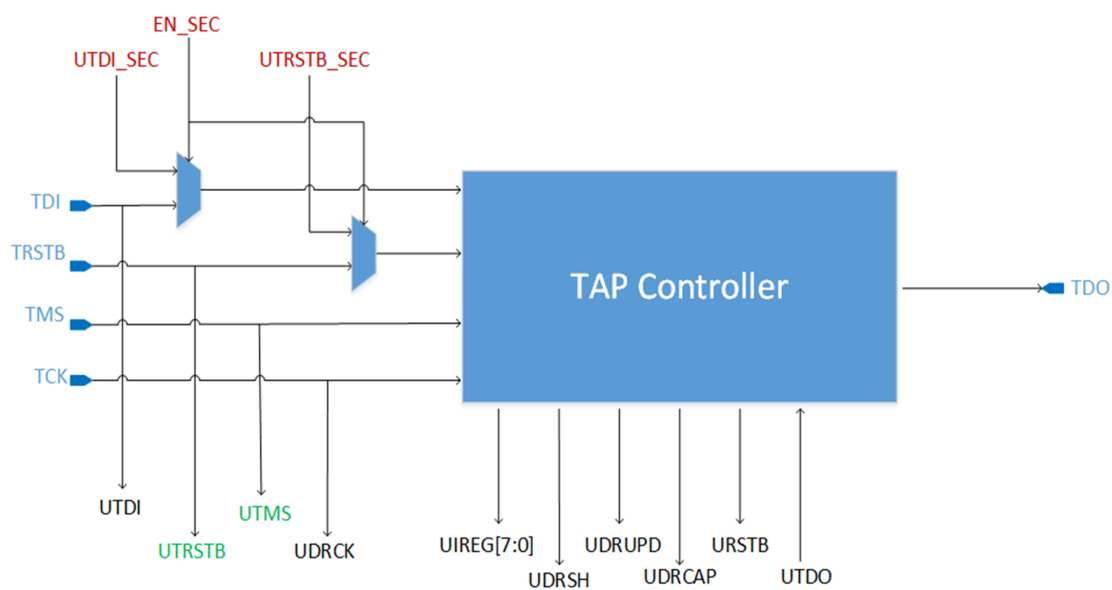 EN_SEC
UTDI_SEC
UTRSTB_SEC
TDI
TRSTB
TMS
TCK
TAP Controller
TDO
UTDI
UTMS
UTRSTB
UDRCK
UIREG[7:0]
UDRSH
UDRUPD
UDRCAP
URSTB
UTDO